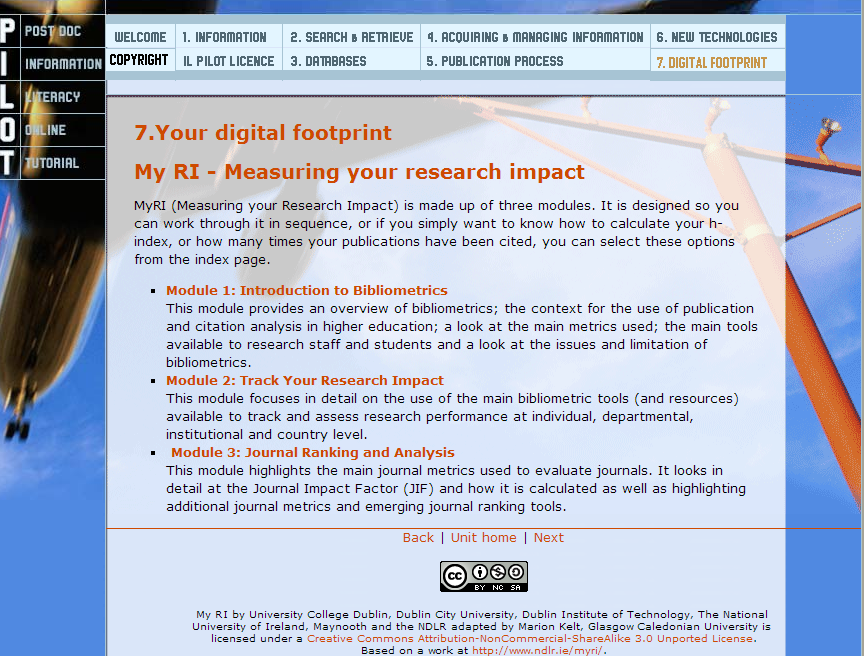 P POST DOC
I INFORMATION
L LITERACY
O ONLINE
T TUTORIAL
WELCOME 1. INFORMATION 2. SEARCH & RETRIEVE 4. ACQUIRING & MANAGING INFORMATION 6. NEW TECHNOLOGIES
COPYRIGHT IL PILOT LICENCE 3. DATABASES 5. PUBLICATION PROCESS 7. DIGITAL FOOTPRINT
7.Your digital footprint
My RI - Measuring your research impact
MyRI (Measuring your Research Impact) is made up of three modules. It is designed so you
can work through it in sequence, or if you simply want to know how to calculate your h-
index, or how many times your publications have been cited, you can select these options
from the index page.
Module 1: Introduction to Bibliometrics
This module provides an overview of bibliometrics; the context for the use of publication
and citation analysis in higher education; a look at the main metrics used; the main tools
available to research staff and students and a look at the issues and limitation of
bibliometrics.
Module 2: Track Your Research Impact
This module focuses in detail on the use of the main bibliometric tools (and resources)
available to track and assess research performance at individual, departmental,
institutional and country level.
Module 3: Journal Ranking and Analysis
This module highlights the main journal metrics used to evaluate journals. It looks in
detail at the Journal Impact Factor (JIF) and how it is calculated as well as highlighting
additional journal metrics and emerging journal ranking tools.
Back | Unit home | Next
cc BY NC SA
My RI by University College Dublin, Dublin City University, Dublin Institute of Technology, The National
University of Ireland, Maynooth and the NDLR adapted by Marion Kelt, Glasgow Caledonian University is
licensed under a Creative Commons Attribution-NonCommercial-ShareAlike 3.0 Unported License.
Based on a work at http://www.ndlr.ie/myri/.